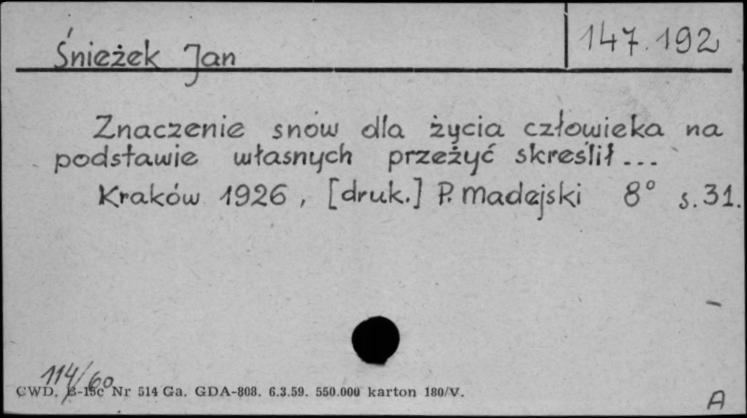 Śnieżek Jan
147.192
Znaczenie snów dla życia człowieka na
podstawie własnych przeżyć skreślił...
Kraków 1926, [druk.] P. Madejski 8° s. 31.
114/60
CWD. B-15c Nr 514 Ga. GDA-808. 6.3.59. 550.000 karton 180/V.
A